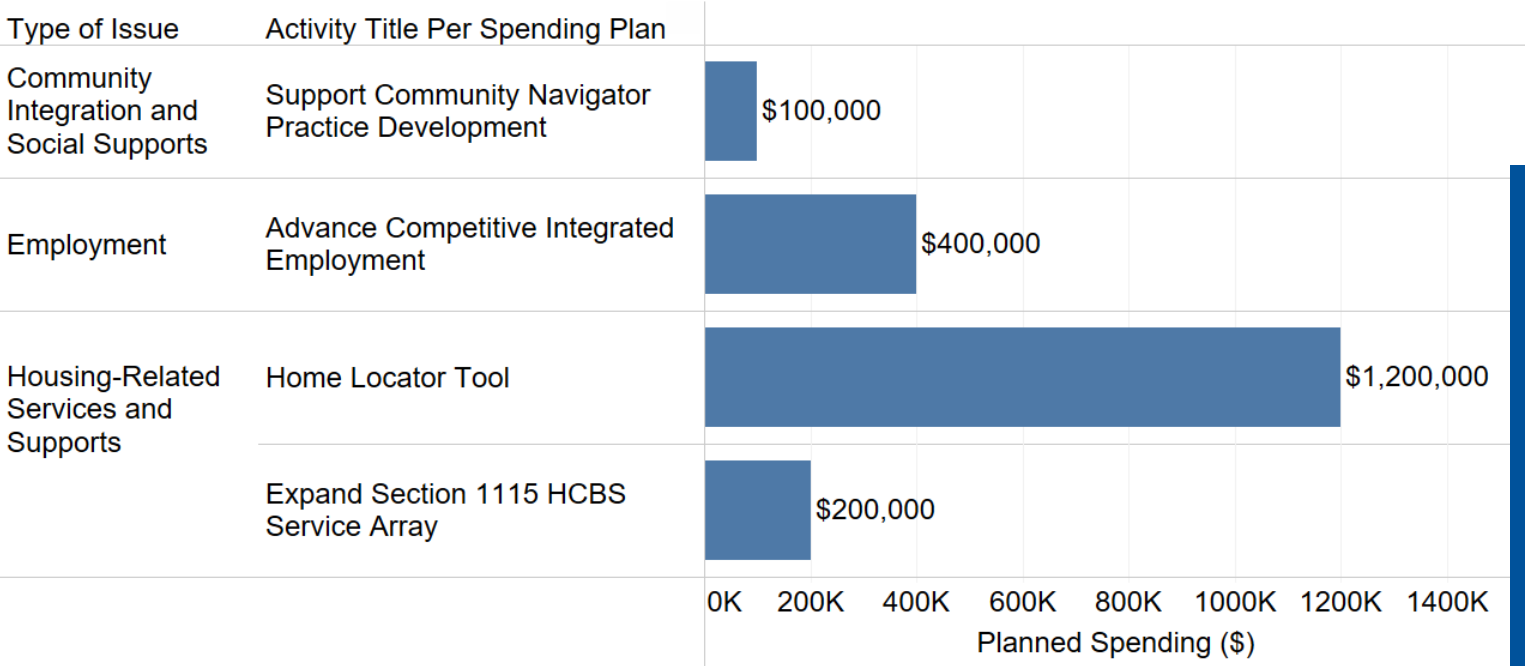 Type of Issue
Activity Title Per Spending Plan
Community
Integration and
Social Supports
Support Community Navigator
Practice Development
$100,000
Employment
Advance Competitive Integrated
Employment
$400,000
Housing-Related
Services and
Supports
Home Locator Tool
$1,200,000
Expand Section 1115 HCBS
Service Array
$200,000
0K 200K 400K 600K 800K 1000K 1200K 1400K
Planned Spending ($)